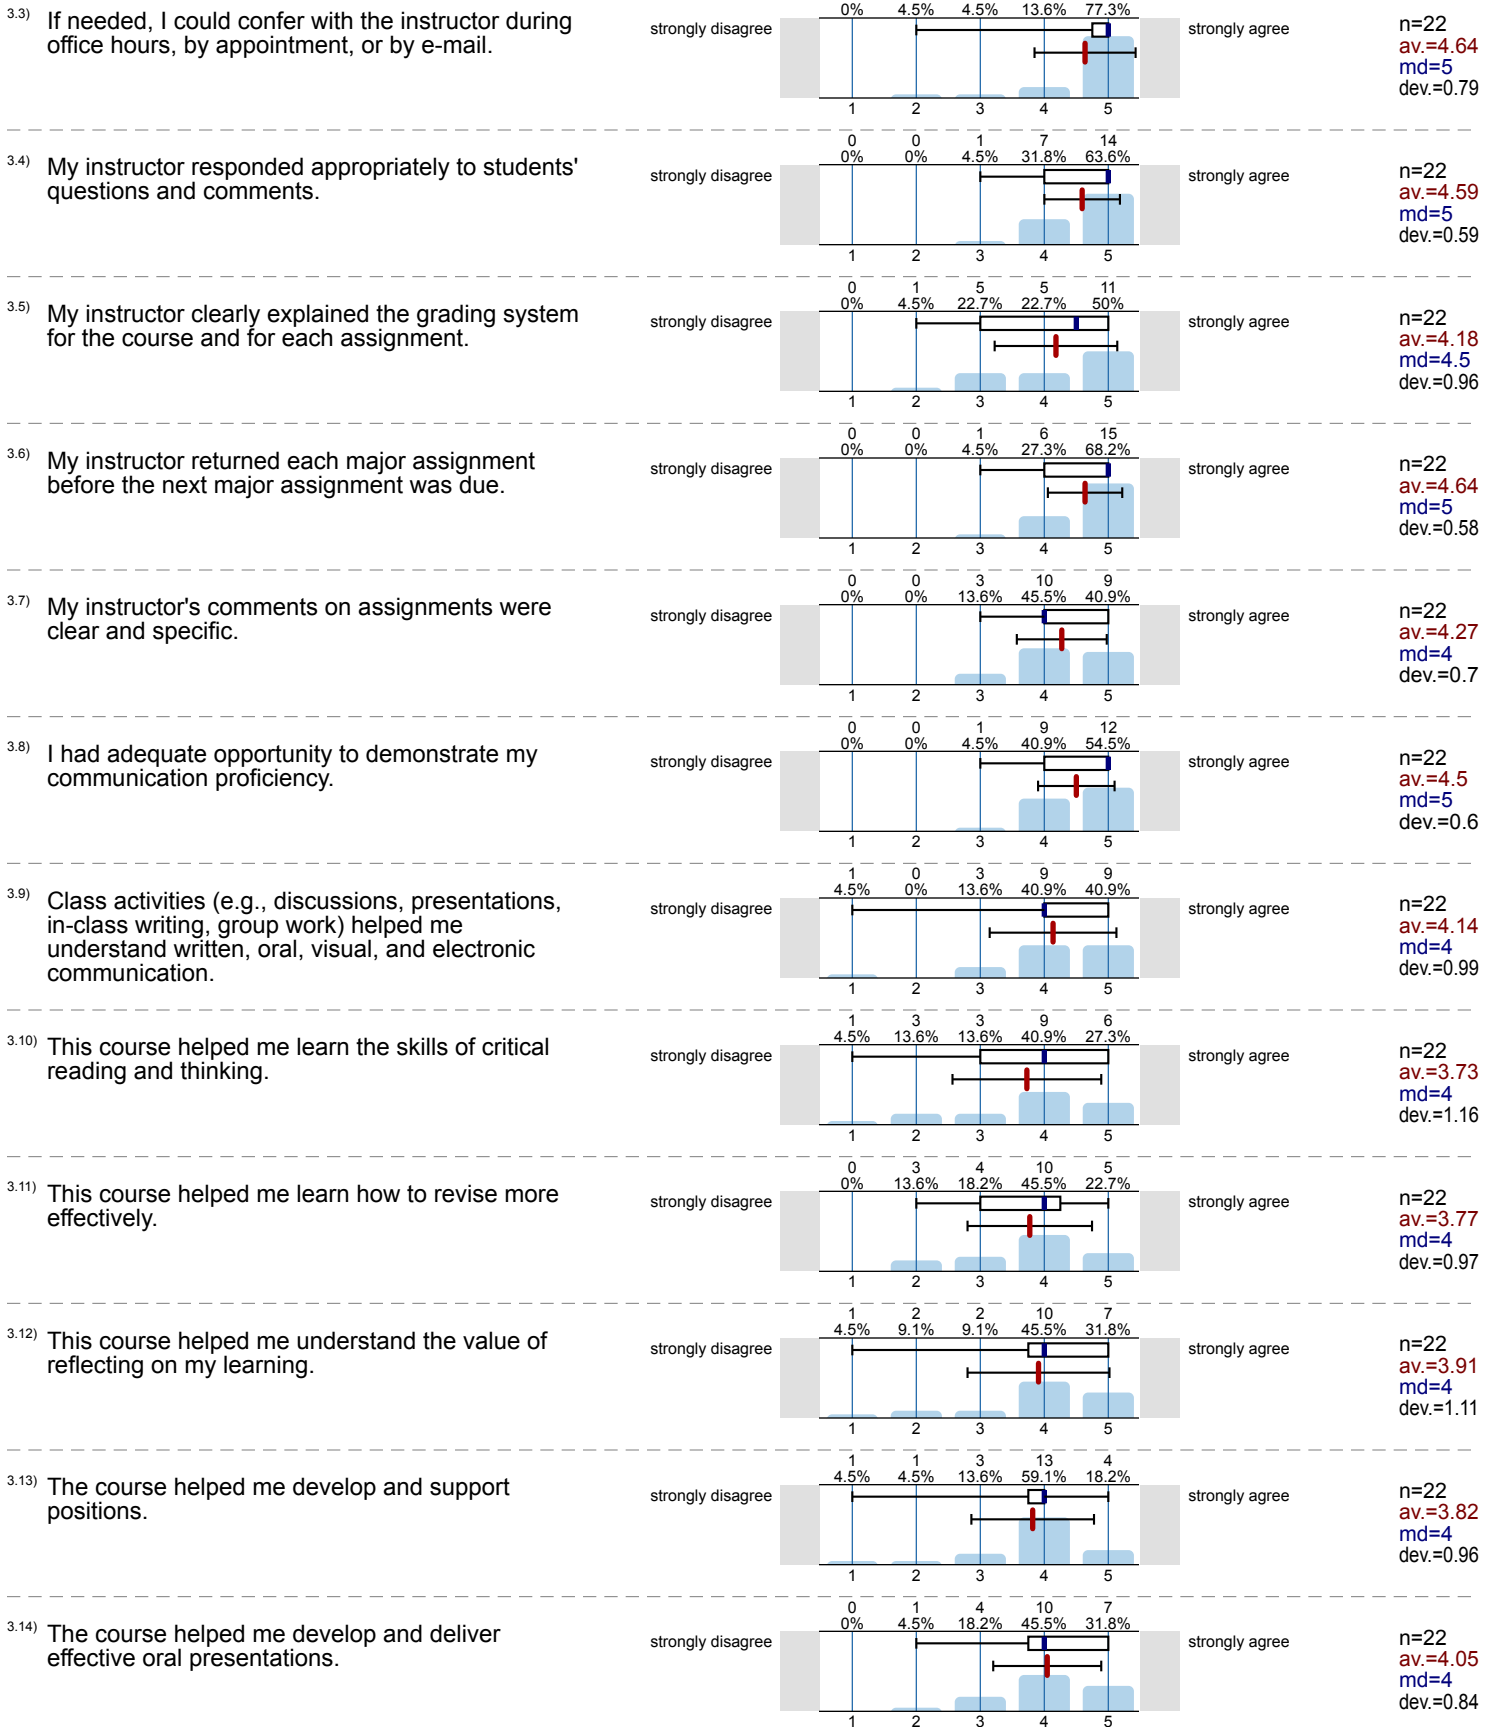 3.3) If needed, I could confer with the instructor during
office hours, by appointment, or by e-mail.
strongly disagree
0% 4.5% 4.5% 13.6% 77.3%
1 2 3 4 5
strongly agree
n=22
av.=4.64
md=5
dev.=0.79
3.4) My instructor responded appropriately to students'
questions and comments.
strongly disagree
0 0 1 7 14
0% 0% 4.5% 31.8% 63.6%
1 2 3 4 5
strongly agree
n=22
av.=4.59
md=5
dev.=0.59
3.5) My instructor clearly explained the grading system
for the course and for each assignment.
strongly disagree
0 1 5 5 11
0% 4.5% 22.7% 22.7% 50%
1 2 3 4 5
strongly agree
n=22
av.=4.18
md=4.5
dev.=0.96
3.6) My instructor returned each major assignment
before the next major assignment was due.
strongly disagree
0 0 1 6 15
0% 0% 4.5% 27.3% 68.2%
1 2 3 4 5
strongly agree
n=22
av.=4.64
md=5
dev.=0.58
3.7) My instructor's comments on assignments were
clear and specific.
strongly disagree
0 0 3 10 9
0% 0% 13.6% 45.5% 40.9%
1 2 3 4 5
strongly agree
n=22
av.=4.27
md=4
dev.=0.7
3.8) I had adequate opportunity to demonstrate my
communication proficiency.
strongly disagree
0 0 1 9 12
0% 0% 4.5% 40.9% 54.5%
1 2 3 4 5
strongly agree
n=22
av.=4.5
md=5
dev.=0.6
3.9) Class activities (e.g., discussions, presentations,
in-class writing, group work) helped me
understand written, oral, visual, and electronic
communication.
strongly disagree
1 0 3 9 9
4.5% 0% 13.6% 40.9% 40.9%
1 2 3 4 5
strongly agree
n=22
av.=4.14
md=4
dev.=0.99
3.10) This course helped me learn the skills of critical
reading and thinking.
strongly disagree
1 3 3 9 6
4.5% 13.6% 13.6% 40.9% 27.3%
1 2 3 4 5
strongly agree
n=22
av.=3.73
md=4
dev.=1.16
3.11) This course helped me learn how to revise more
effectively.
strongly disagree
0 3 4 10 5
0% 13.6% 18.2% 45.5% 22.7%
1 2 3 4 5
strongly agree
n=22
av.=3.77
md=4
dev.=0.97
3.12) This course helped me understand the value of
reflecting on my learning.
strongly disagree
1 2 2 10 7
4.5% 9.1% 9.1% 45.5% 31.8%
1 2 3 4 5
strongly agree
n=22
av.=3.91
md=4
dev.=1.11
3.13) The course helped me develop and support
positions.
strongly disagree
1 1 3 13 4
4.5% 4.5% 13.6% 59.1% 18.2%
1 2 3 4 5
strongly agree
n=22
av.=3.82
md=4
dev.=0.96
3.14) The course helped me develop and deliver
effective oral presentations.
strongly disagree
0 1 4 10 7
0% 4.5% 18.2% 45.5% 31.8%
1 2 3 4 5
strongly agree
n=22
av.=4.05
md=4
dev.=0.84